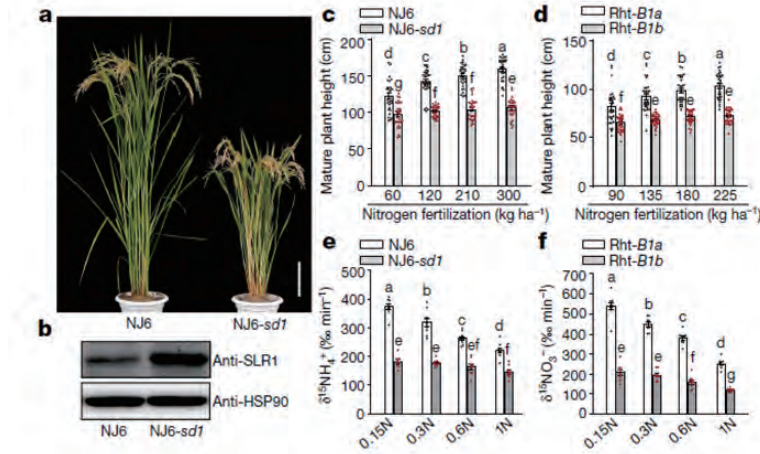 a
NJ6
NJ6-sd1
b
Anti-SLR1
Anti-HSP90
NJ6
NJ6-sd1
c
NJ6
NJ6-sd1
Mature plant height (cm)
200
150
100
50
0
d
g
c
f
b
f
a
e
60
120
210
300
Nitrogen fertilization (kg ha⁻¹)
d
Rht-B1a
Rht-B1b
Mature plant height (cm)
150
100
50
0
d
f
c
e
b
e
a
e
90
135
180
225
Nitrogen fertilization (kg ha⁻¹)
e
NJ6
NJ6-sd1
δ¹⁵NH₄⁺ (‰ min⁻¹)
500
400
300
200
100
0
a
e
b
e
c
ef
d
f
0.15N
0.3N
0.6N
1N
f
Rht-B1a
Rht-B1b
δ¹⁵NO₃⁻ (‰ min⁻¹)
700
600
500
400
300
200
100
0
a
e
b
e
c
f
d
g
0.15N
0.3N
0.6N
1N